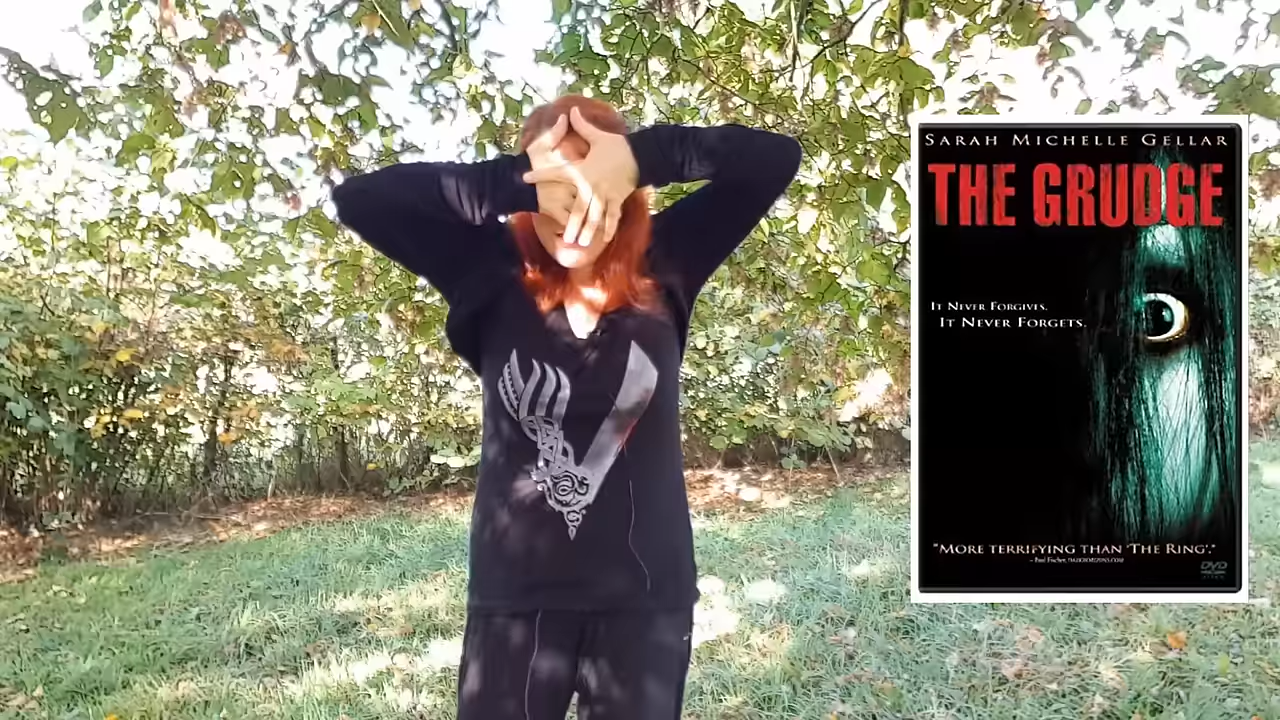 SARAH MICHELLE GELLAR
THE GRUDGE
IT NEVER FORGIVES.
IT NEVER FORGETS.
"MORE TERRIFYING THAN 'THE RING'."
DVD